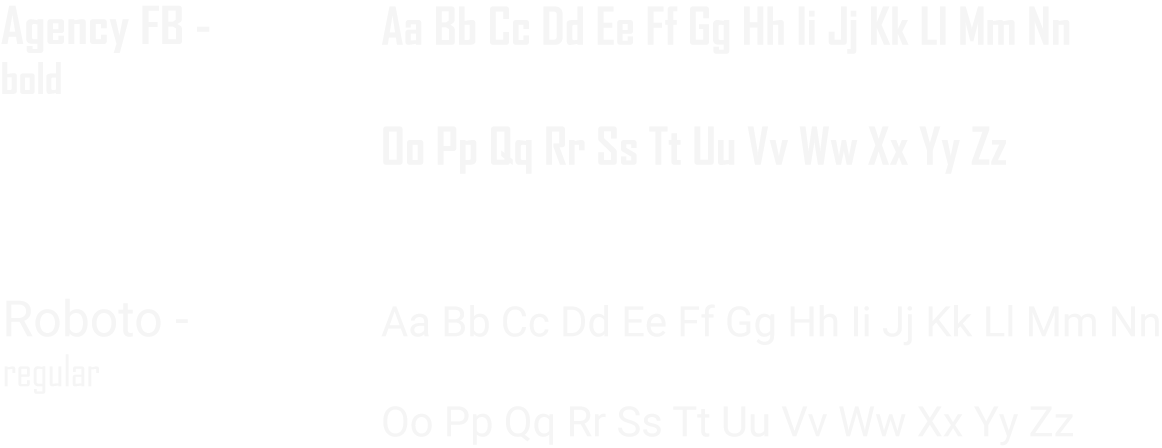 Agency FB -
bold
Aa Bb Cc Dd Ee Ff Gg Hh Ii Jj Kk Ll Mm Nn
Oo Pp Qq Rr Ss Tt Uu Vv Ww Xx Yy Zz
Roboto -
regular
Aa Bb Cc Dd Ee Ff Gg Hh Ii Jj Kk Ll Mm Nn
Oo Pp Qq Rr Ss Tt Uu Vv Ww Xx Yy Zz